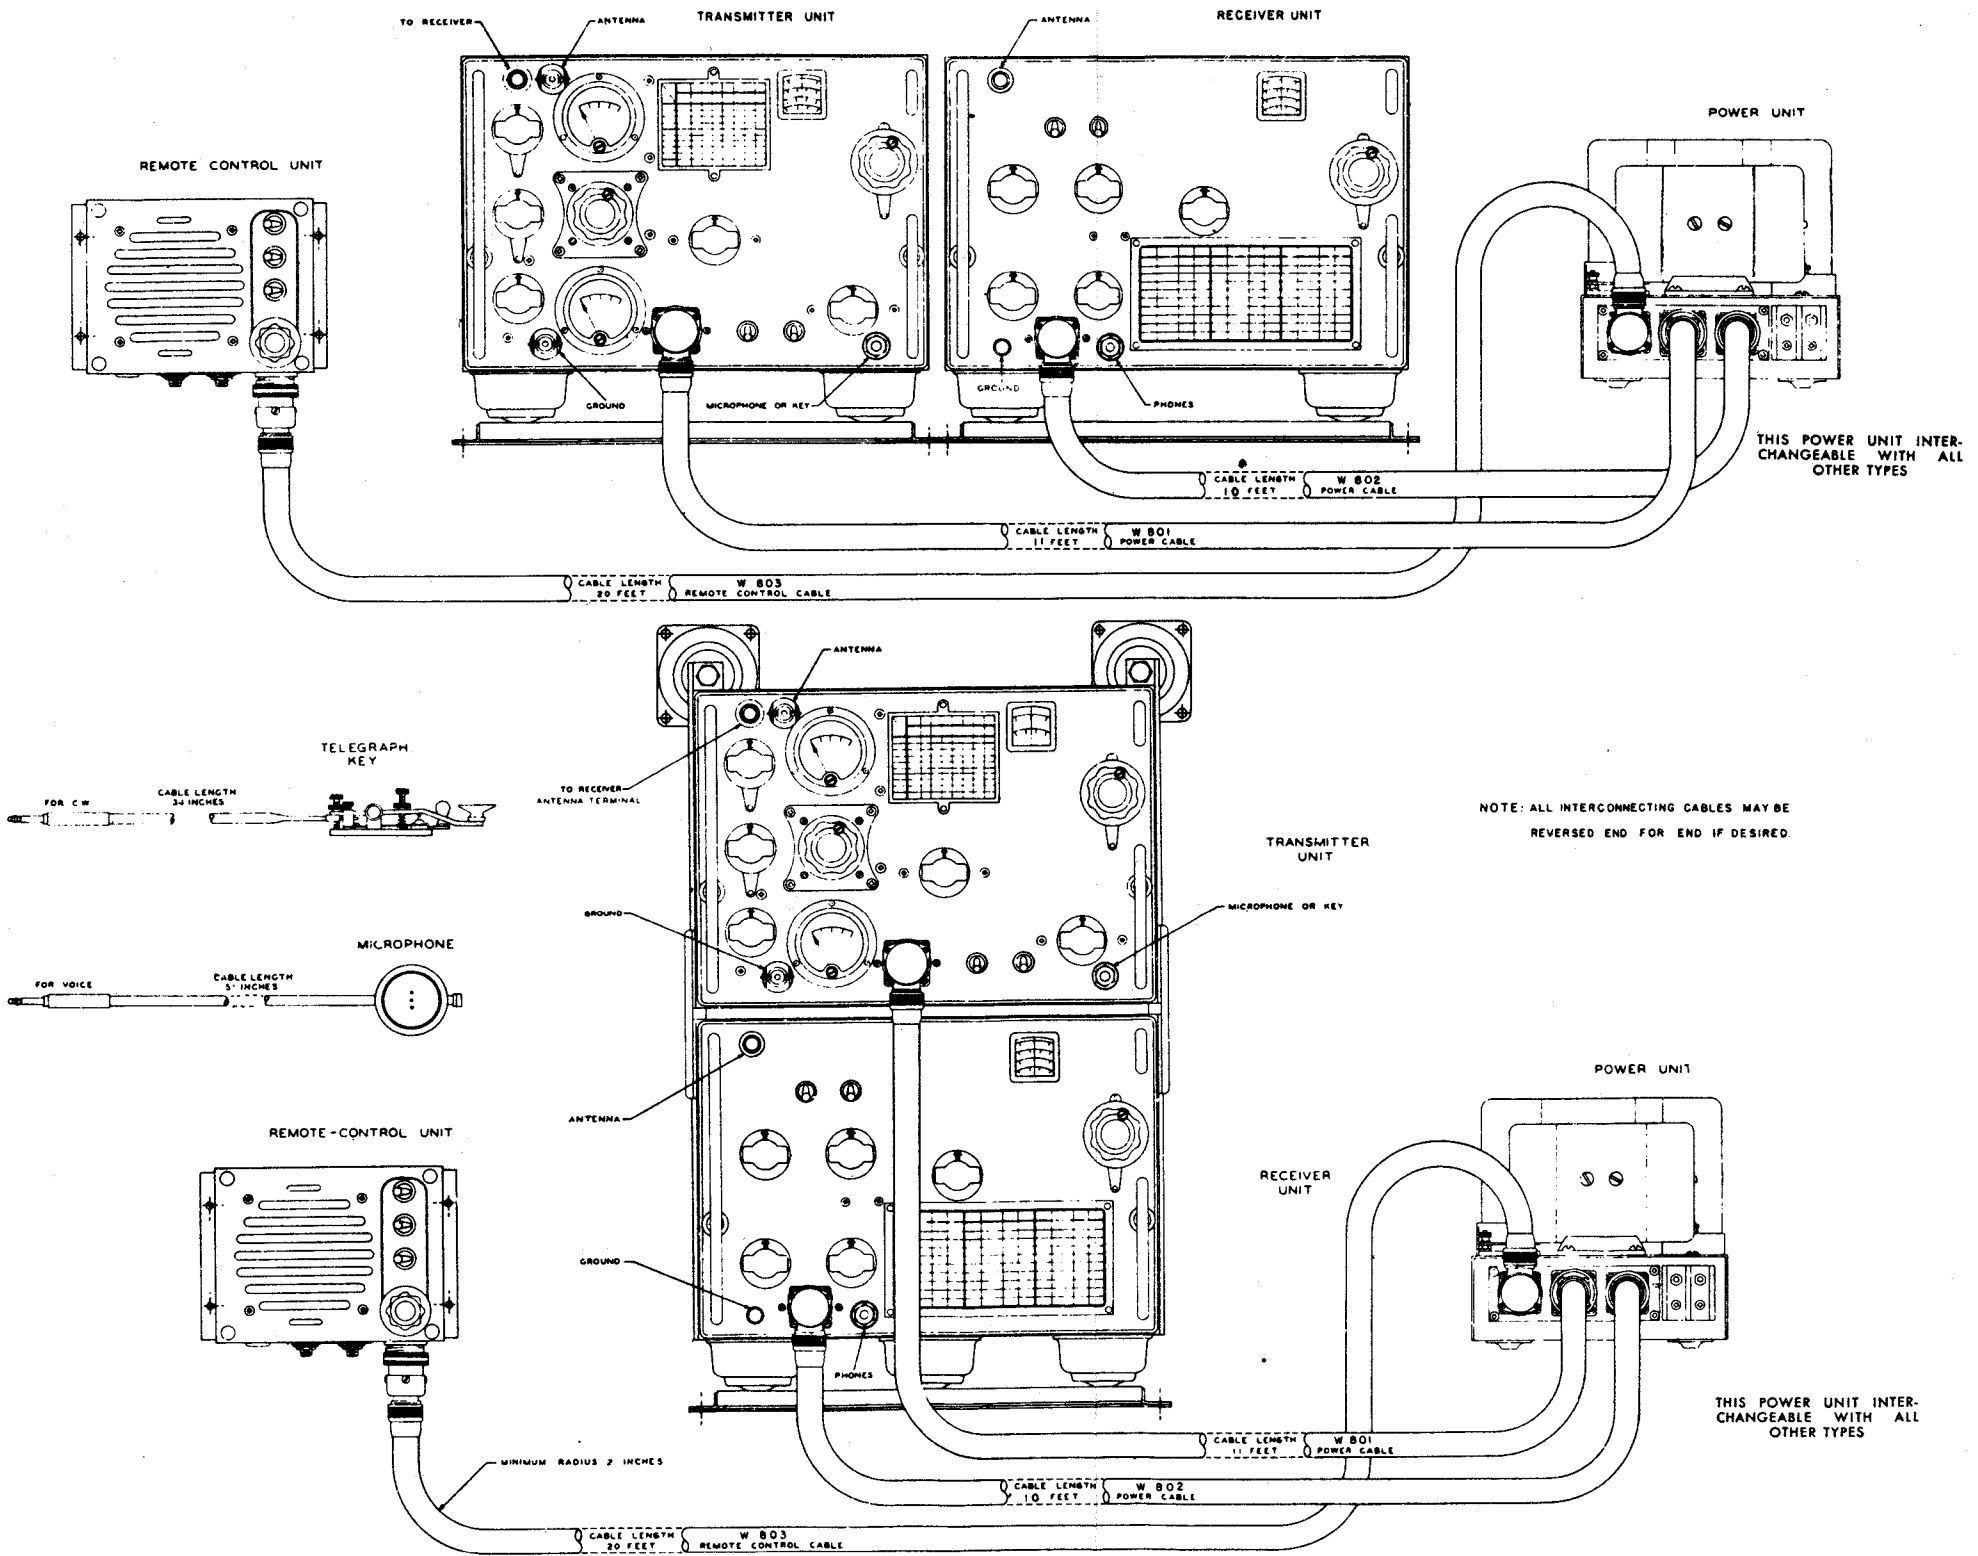 TO RECEIVER
ANTENNA
TRANSMITTER UNIT
ANTENNA
RECEIVER UNIT
POWER UNIT
REMOTE CONTROL UNIT
GROUND
MICROPHONE OR KEY
GROUND
PHONES
THIS POWER UNIT INTER-
CHANGEABLE WITH ALL
OTHER TYPES
CABLE LENGTH
10 FEET
W 802
POWER CABLE
CABLE LENGTH
11 FEET
W 801
POWER CABLE
CABLE LENGTH
20 FEET
W 803
REMOTE CONTROL CABLE
ANTENNA
TELEGRAPH
KEY
FOR CW
CABLE LENGTH
INCHES
TO RECEIVER
ANTENNA TERMINAL
NOTE: ALL INTERCONNECTING CABLES MAY BE
REVERSED END FOR END IF DESIRED.
TRANSMITTER
UNIT
GROUND
MICROPHONE OR KEY
MICROPHONE
FOR VOICE
CABLE LENGTH
INCHES
POWER UNIT
ANTENNA
REMOTE-CONTROL UNIT
RECEIVER
UNIT
GROUND
PHONES
THIS POWER UNIT INTER-
CHANGEABLE WITH ALL
OTHER TYPES
CABLE LENGTH
11 FEET
W 801
POWER CABLE
MINIMUM RADIUS 2 INCHES
CABLE LENGTH
10 FEET
W 802
POWER CABLE
CABLE LENGTH
20 FEET
W 803
REMOTE CONTROL CABLE